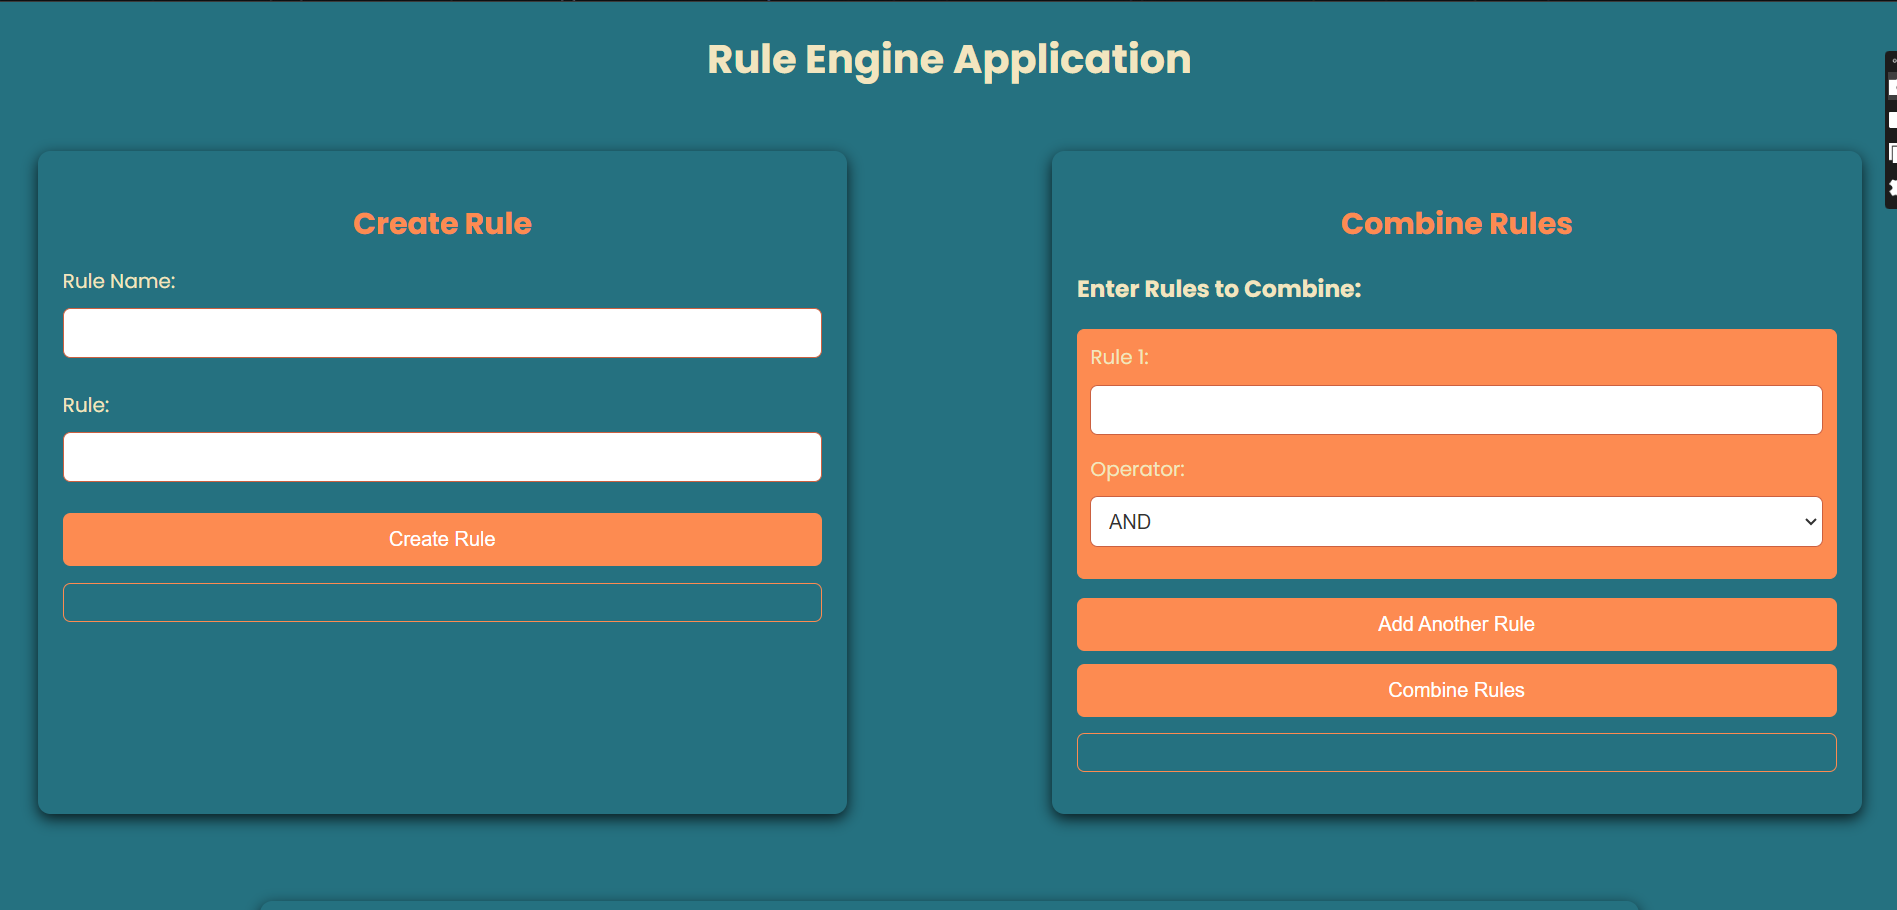 Rule Engine Application
Create Rule
Rule Name:
Rule:
Create Rule
Combine Rules
Enter Rules to Combine:
Rule 1:
Operator:
AND
Add Another Rule
Combine Rules